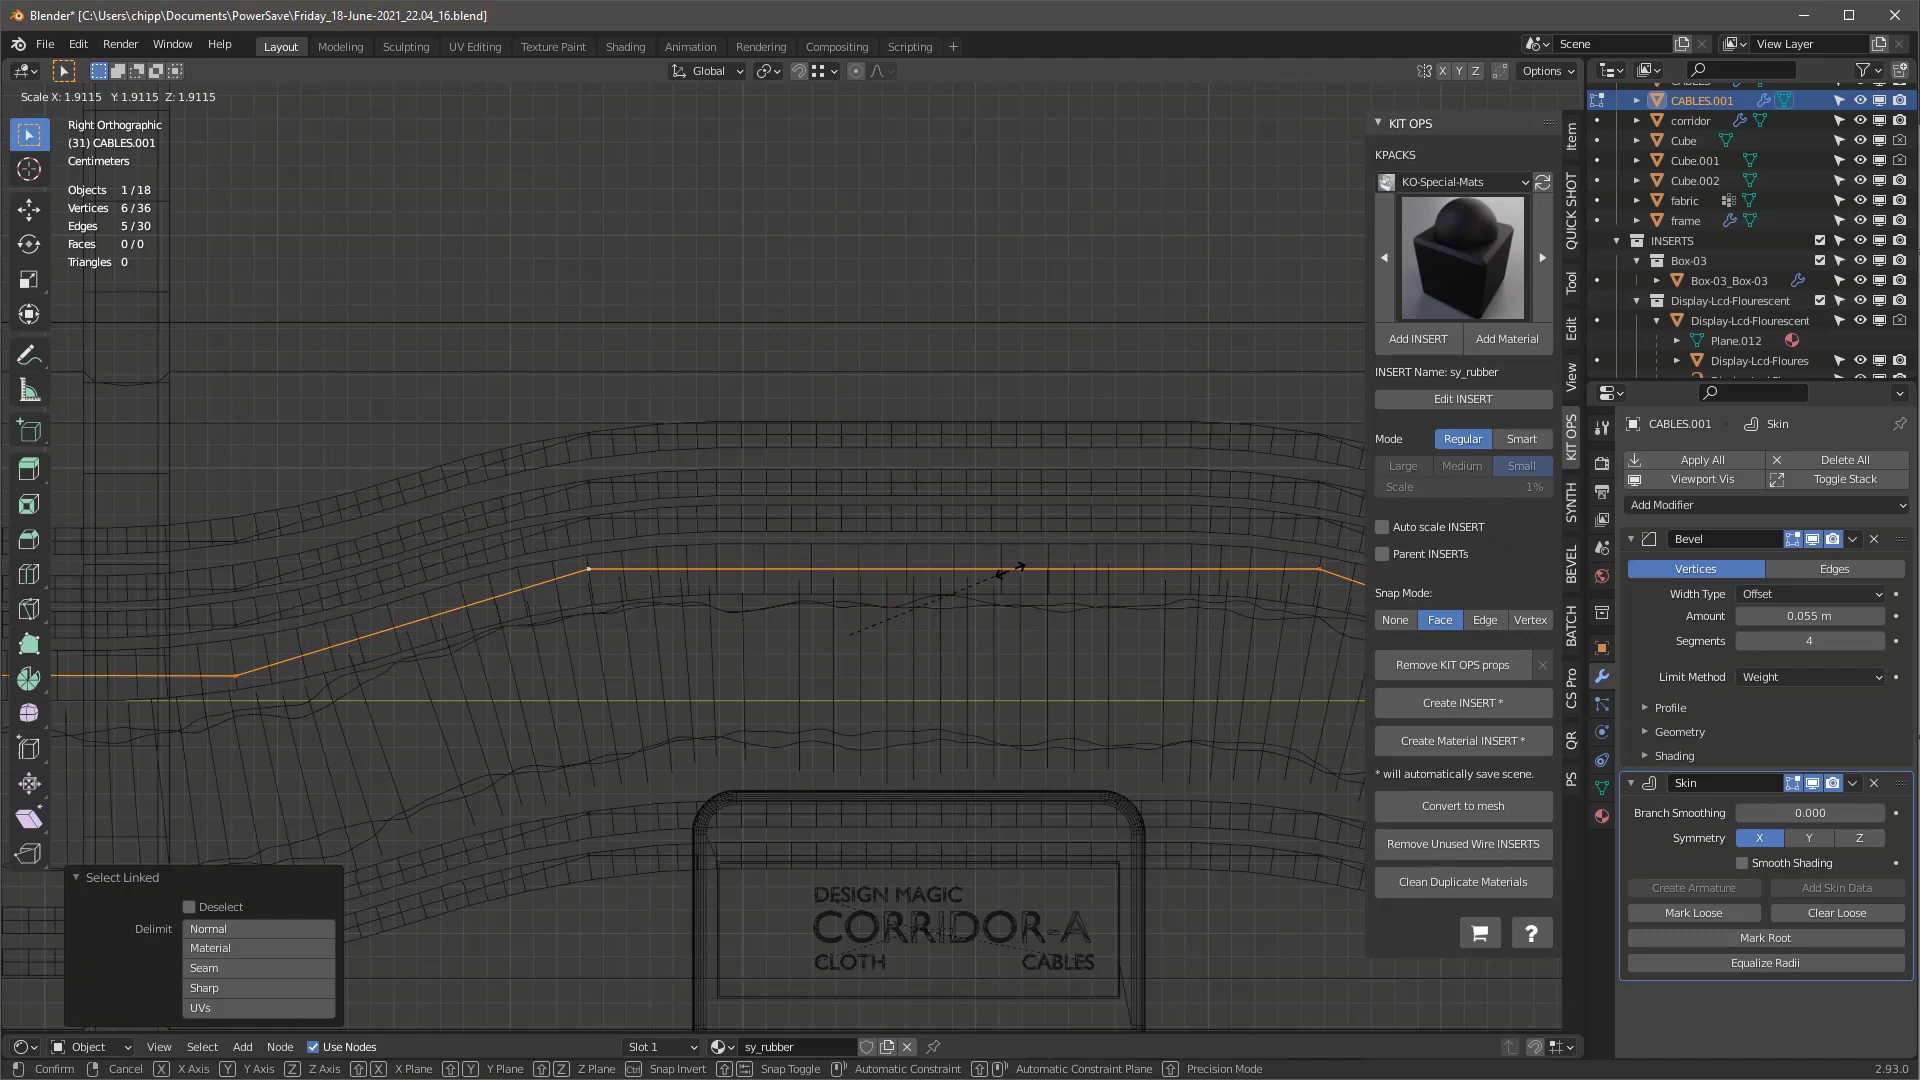 Blender* [C:\Users\chipp\Documents\PowerSave\Friday_18-June-2021_22.04_16.blend]
File Edit Render Window Help Layout Modeling Sculpting UV Editing Texture Paint Shading Animation Rendering Compositing Scripting + Scene View Layer
Global X Y Z Options
Scale X: 1.9115 Y: 1.9115 Z: 1.9115
Right Orthographic
(31) CABLES.001
Centimeters
Objects 1 / 18
Vertices 6 / 36
Edges 5 / 30
Faces 0 / 0
Triangles 0
DESIGN MAGIC
CORRIDOR-A
CLOTH CABLES
Select Linked
Deselect
Delimit Normal
Material
Seam
Sharp
UVs
KIT OPS
KPACKS
KO-Special-Mats
Add INSERT Add Material
INSERT Name: sy_rubber
Edit INSERT
Mode Regular Smart
Large Medium Small
Scale 1%
Auto scale INSERT
Parent INSERTs
Snap Mode:
None Face Edge Vertex
Remove KIT OPS props
Create INSERT *
Create Material INSERT *
* will automatically save scene.
Convert to mesh
Remove Unused Wire INSERTS
Clean Duplicate Materials
?
Item
QUICK SHOT
Tool
Edit
View
KIT OPS
SYNTH
BEVEL
BATCH
CS Pro
QR
PS
CABLES.001
corridor
Cube
Cube.001
Cube.002
fabric
frame
INSERTS
Box-03
Box-03_Box-03
Display-Lcd-Flourescent
Display-Lcd-Flourescent
Plane.012
Display-Lcd-Floures
CABLES.001 Skin
Apply All Delete All
Viewport Vis Toggle Stack
Add Modifier
Bevel
Vertices Edges
Width Type Offset
Amount 0.055 m
Segments 4
Limit Method Weight
Profile
Geometry
Shading
Skin
Branch Smoothing 0.000
Symmetry X Y Z
Smooth Shading
Create Armature Add Skin Data
Mark Loose Clear Loose
Mark Root
Equalize Radii
Object View Select Add Node Use Nodes Slot 1 sy_rubber
Confirm Cancel X X Axis Y Y Axis Z Z Axis X X Plane Y Y Plane Z Z Plane Ctrl Snap Invert Snap Toggle Automatic Constraint Automatic Constraint Plane Precision Mode 2.93.0